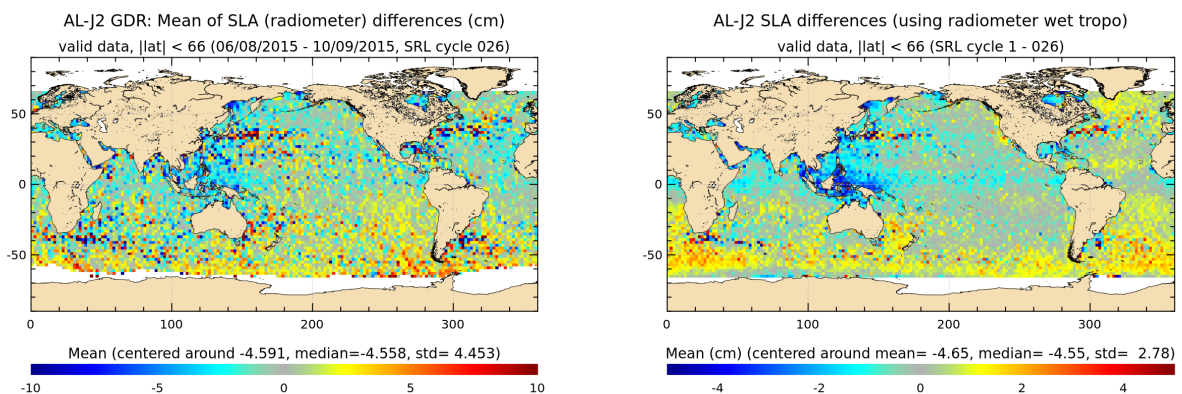 AL-J2 GDR: Mean of SLA (radiometer) differences (cm)
valid data, |lat| < 66 (06/08/2015 - 10/09/2015, SRL cycle 026)
50
0
-50
0 100 200 300
Mean (centered around -4.591, median=-4.558, std= 4.453)
-10 -5 0 5 10
AL-J2 SLA differences (using radiometer wet tropo)
valid data, |lat| < 66 (SRL cycle 1 - 026)
50
0
-50
0 100 200 300
Mean (cm) (centered around mean= -4.65, median= -4.55, std= 2.78)
-4 -2 0 2 4